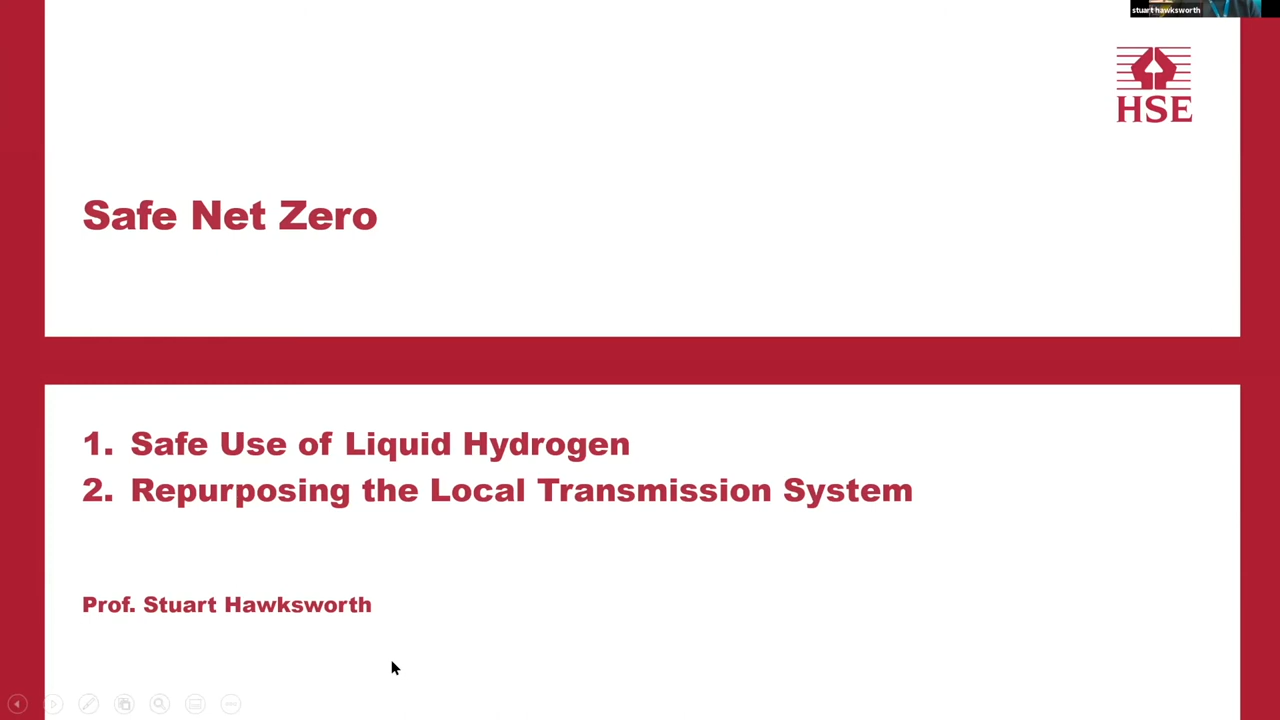 stuart hawksworth
HSE
Safe Net Zero
1. Safe Use of Liquid Hydrogen
2. Repurposing the Local Transmission System
Prof. Stuart Hawksworth